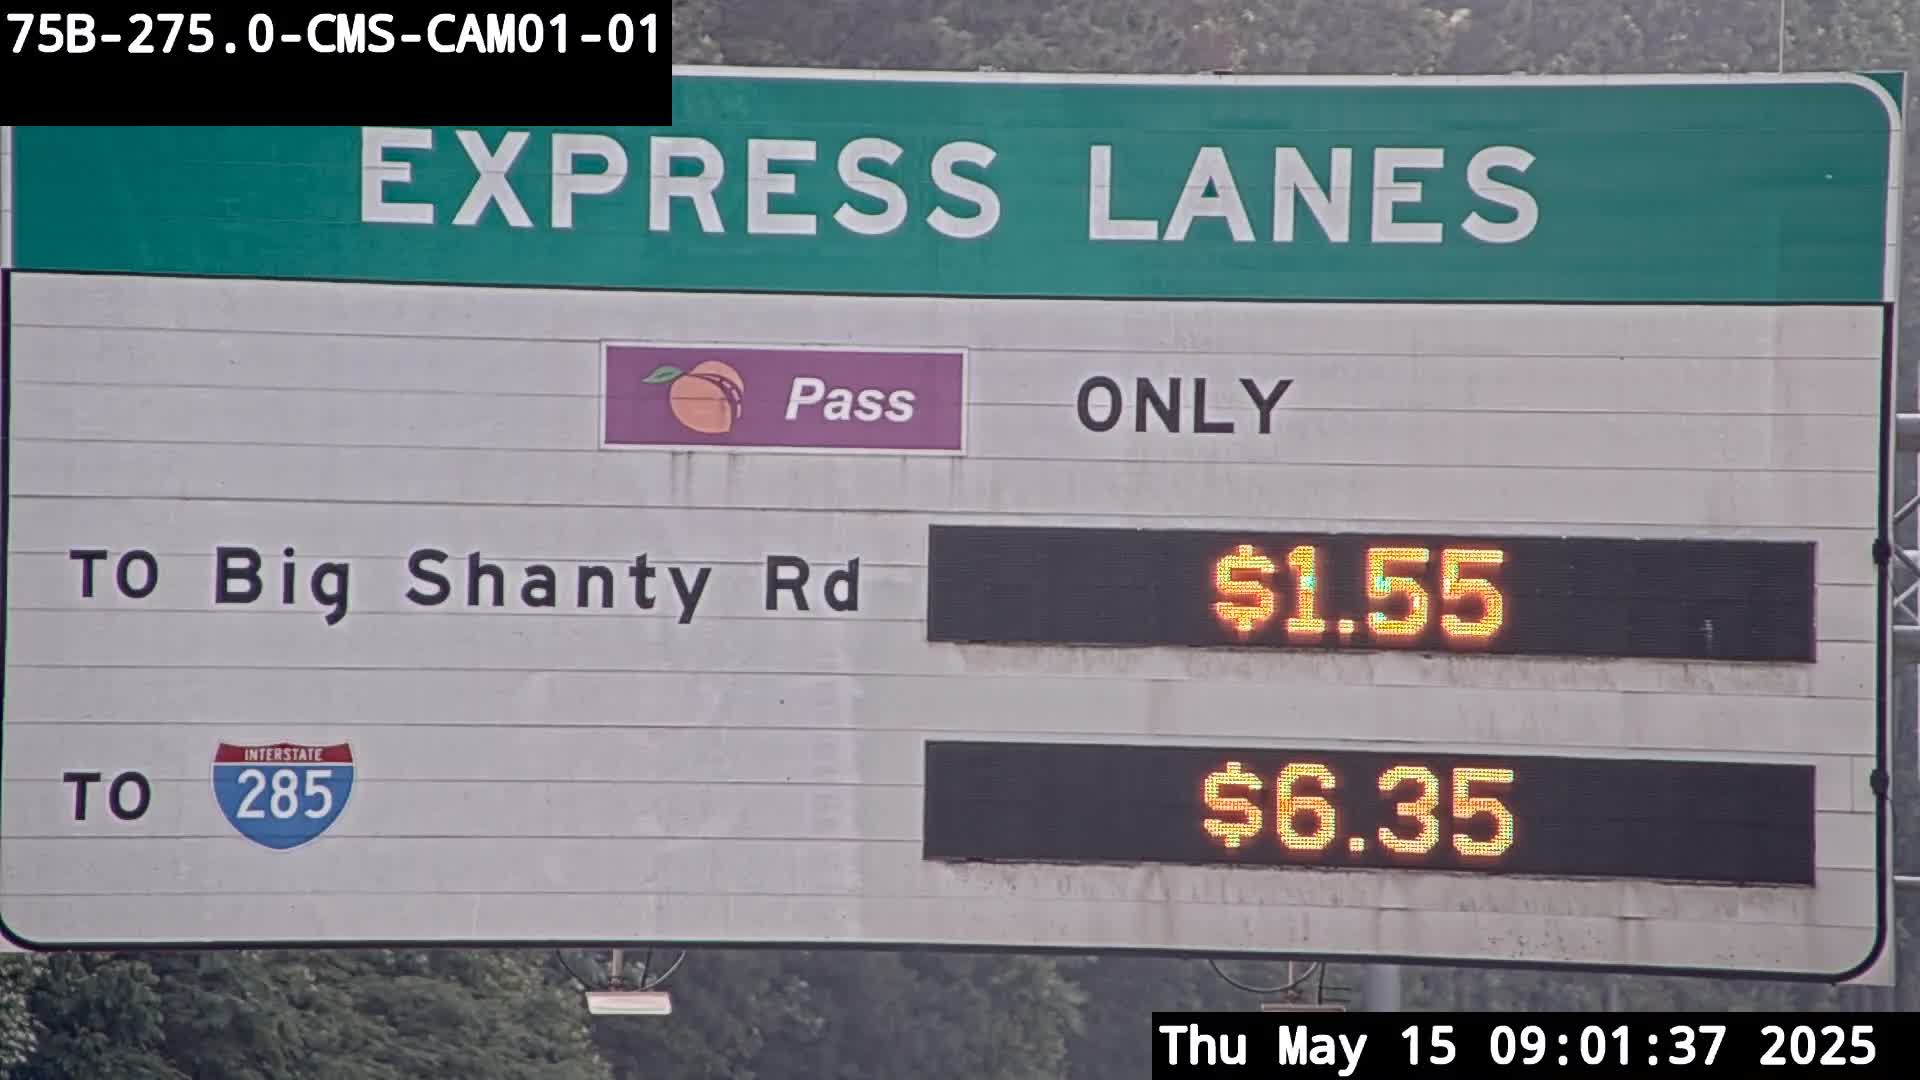 75B-275.0-CMS-CAM01-01
EXPRESS LANES
Pass ONLY
TO Big Shanty Rd $1.55
TO INTERSTATE 285 $6.35
Thu May 15 09:01:37 2025